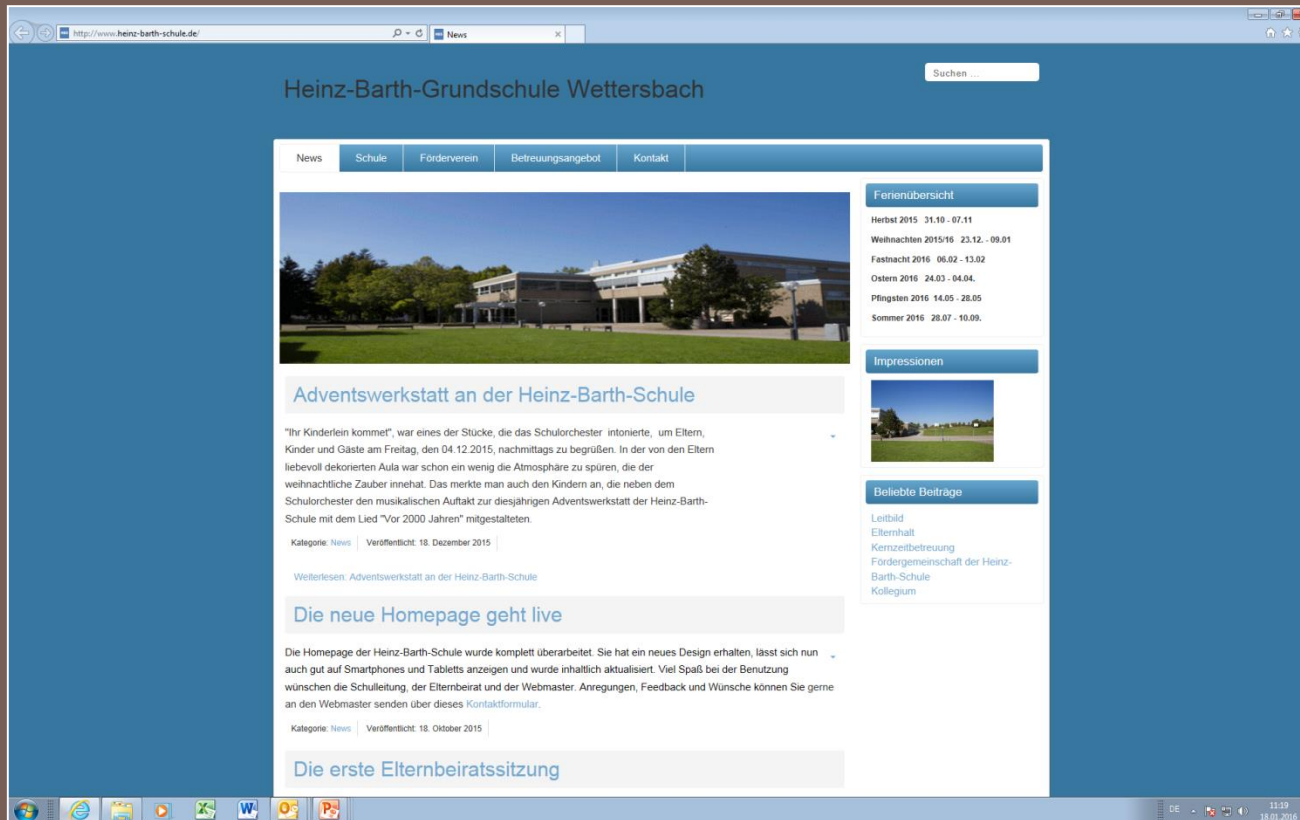 http://www.heinz-barth-schule.de/
News
Heinz-Barth-Grundschule Wettersbach
Suchen ...
News Schule Förderverein Betreuungsangebot Kontakt
Adventswerkstatt an der Heinz-Barth-Schule
"Ihr Kinderlein kommet", war eines der Stücke, die das Schulorchester intonierte, um Eltern,
Kinder und Gäste am Freitag, den 04.12.2015, nachmittags zu begrüßen. In der von den Eltern
liebevoll dekorierten Aula war schon ein wenig die Atmosphäre zu spüren, die der
weihnachtliche Zauber innehat. Das merkte man auch den Kindern an, die neben dem
Schulorchester den musikalischen Auftakt zur diesjährigen Adventswerkstatt der Heinz-Barth-
Schule mit dem Lied "Vor 2000 Jahren" mitgestalteten.
Kategorie: News Veröffentlicht: 18. Dezember 2015
Weiterlesen: Adventswerkstatt an der Heinz-Barth-Schule
Die neue Homepage geht live
Die Homepage der Heinz-Barth-Schule wurde komplett überarbeitet. Sie hat ein neues Design erhalten, lässt sich nun
auch gut auf Smartphones und Tabletts anzeigen und wurde inhaltlich aktualisiert. Viel Spaß bei der Benutzung
wünschen die Schulleitung, der Elternbeirat und der Webmaster. Anregungen, Feedback und Wünsche können Sie gerne
an den Webmaster senden über dieses Kontaktformular.
Kategorie: News Veröffentlicht: 18. Oktober 2015
Die erste Elternbeiratssitzung
Ferienübersicht
Herbst 2015 31.10 - 07.11
Weihnachten 2015/16 23.12. - 09.01
Fastnacht 2016 06.02 - 13.02
Ostern 2016 24.03 - 04.04.
Pfingsten 2016 14.05 - 28.05
Sommer 2016 28.07 - 10.09.
Impressionen
Beliebte Beiträge
Leitbild
Elternhalt
Kernzeitbetreuung
Fördergemeinschaft der Heinz-
Barth-Schule
Kollegium
DE
11:19
18.01.2016